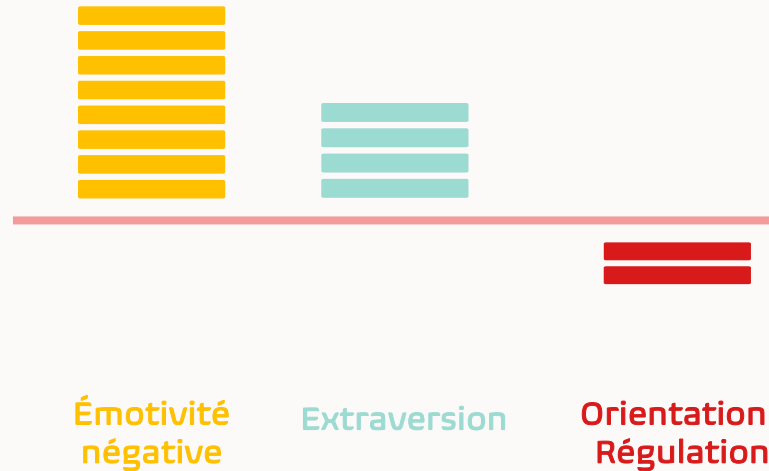 Émotivité
négative
Extraversion
Orientation
Régulation